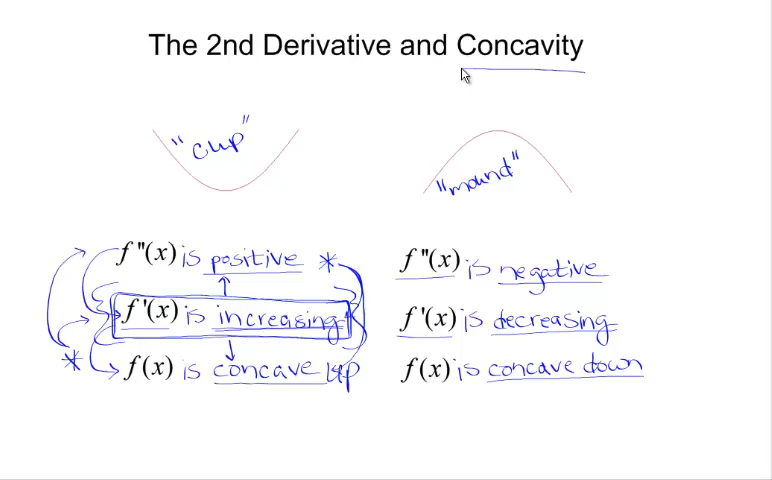 The 2nd Derivative and Concavity
"cup"
"mound"
f "(x) is positive *
f '(x) is increasing
* f (x) is concave up
f "(x) is negative
f '(x) is decreasing
f (x) is concave down